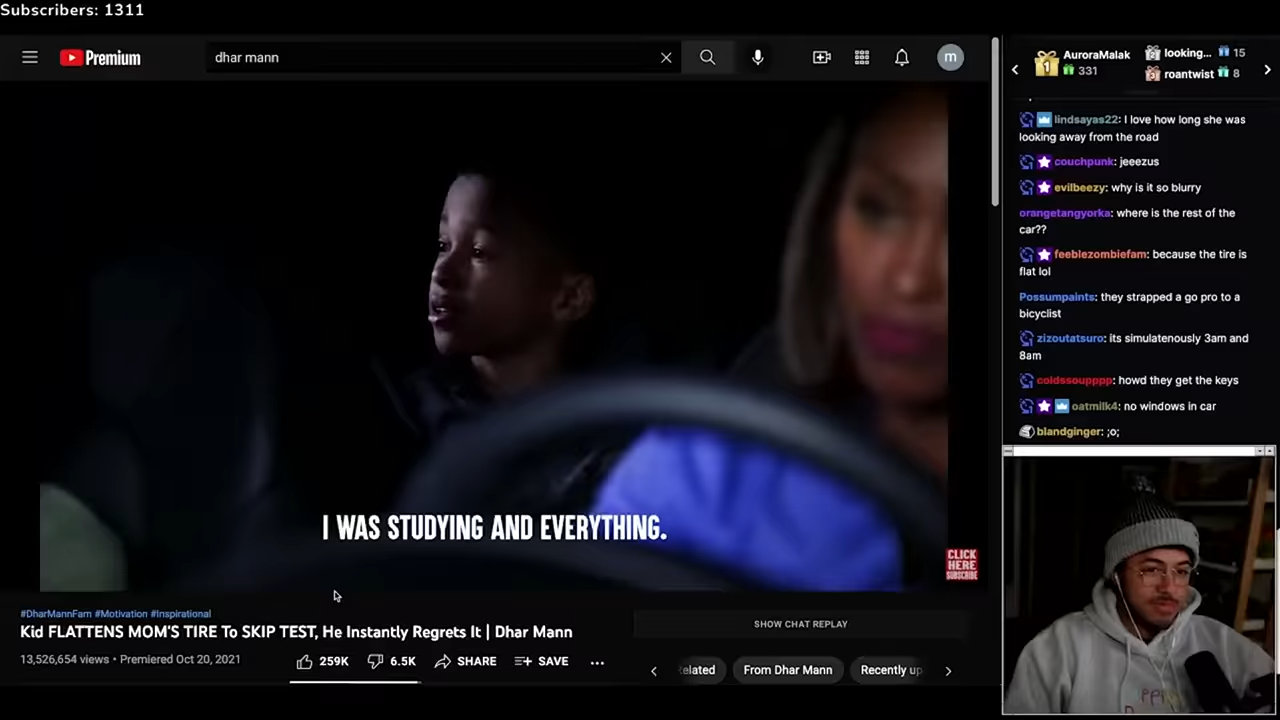 Subscribers: 1311
Premium
dhar mann
m
I WAS STUDYING AND EVERYTHING.
CLICK
HERE
SUBSCRIBE
#DharMannFam #Motivation #Inspirational
Kid FLATTENS MOM'S TIRE To SKIP TEST, He Instantly Regrets It | Dhar Mann
13,526,654 views • Premiered Oct 20, 2021
259K
6.5K
SHARE
SAVE
SHOW CHAT REPLAY
elated
From Dhar Mann
Recently up
1
AuroraMalak
331
looking... 15
roantwist 8
lindsayas22: I love how long she was
looking away from the road
couchpunk: jeeezus
evilbeezy: why is it so blurry
orangetangyorka: where is the rest of the
car??
feeblezombiefam: because the tire is
flat lol
Possumpaints: they strapped a go pro to a
bicyclist
zizoutatsuro: its simulatenously 3am and
8am
coldssoupppp: howd they get the keys
oatmilk4: no windows in car
blandginger: ;o;